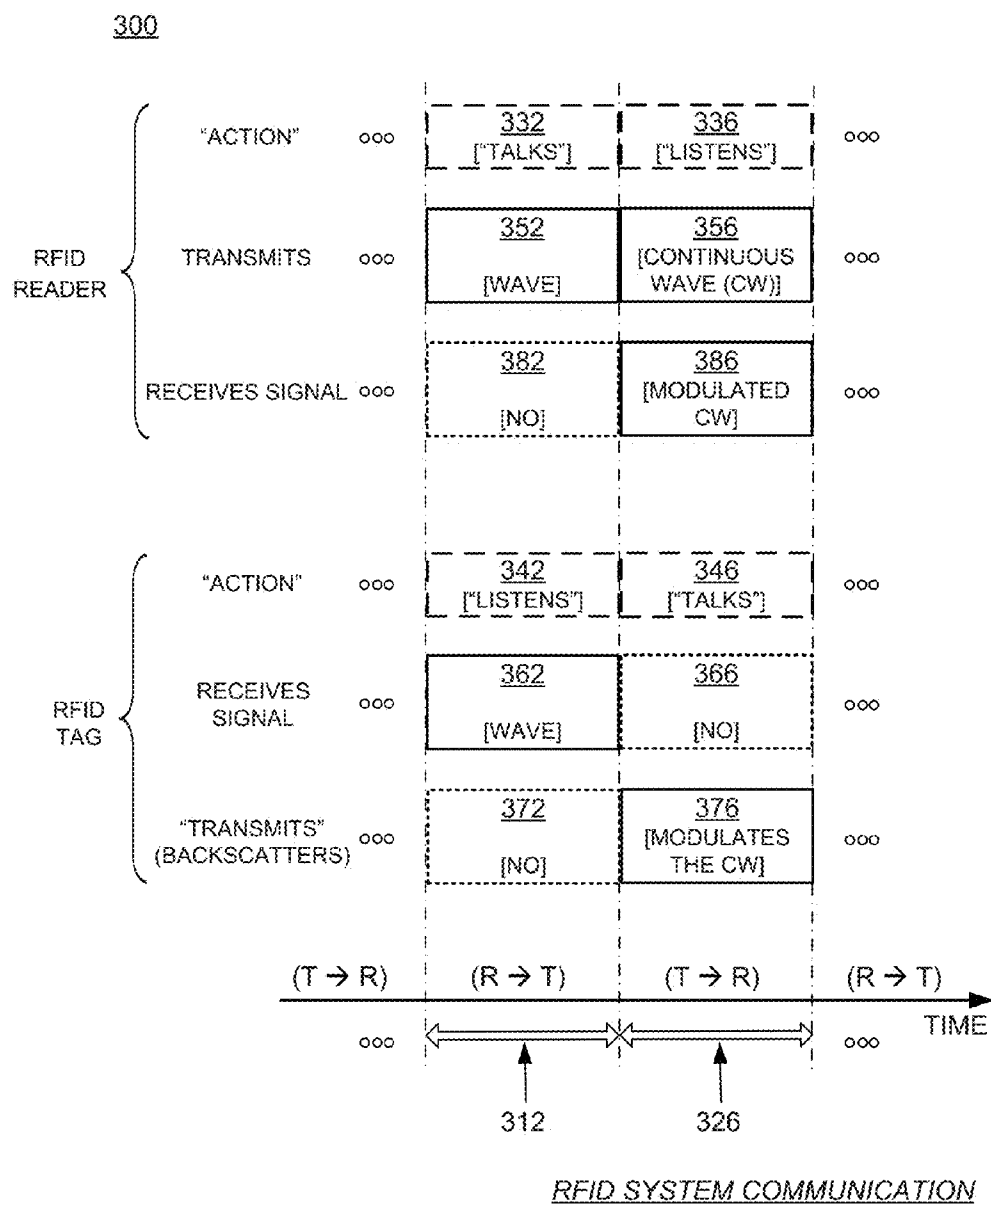 300
"ACTION" ooo 332 336 ooo
["TALKS"] ["LISTENS"]
RFID READER
TRANSMITS ooo 352 356 ooo
[WAVE] [CONTINUOUS WAVE (CW)]
RECEIVES SIGNAL ooo 382 386 ooo
[NO] [MODULATED CW]
"ACTION" ooo 342 346 ooo
["LISTENS"] ["TALKS"]
RFID TAG
RECEIVES SIGNAL ooo 362 366 ooo
[WAVE] [NO]
"TRANSMITS" (BACKSCATTERS) ooo 372 376 ooo
[NO] [MODULATES THE CW]
(T → R) (R → T) (T → R) (R → T)
TIME
ooo ooo
312 326
RFID SYSTEM COMMUNICATION